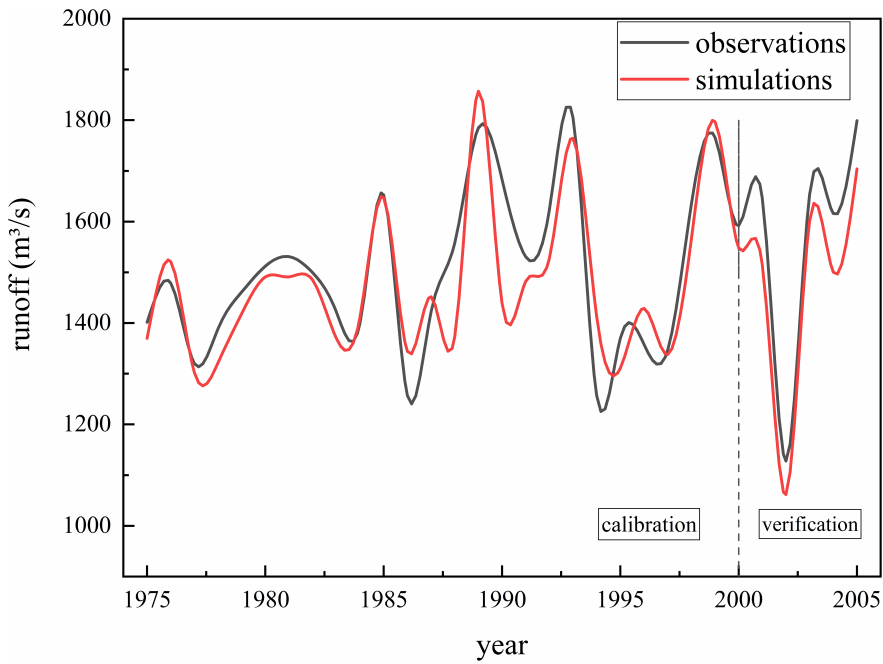 2000
1800
1600
1400
1200
1000
runoff (m³/s)
observations
simulations
calibration
verification
1975
1980
1985
1990
1995
2000
2005
year